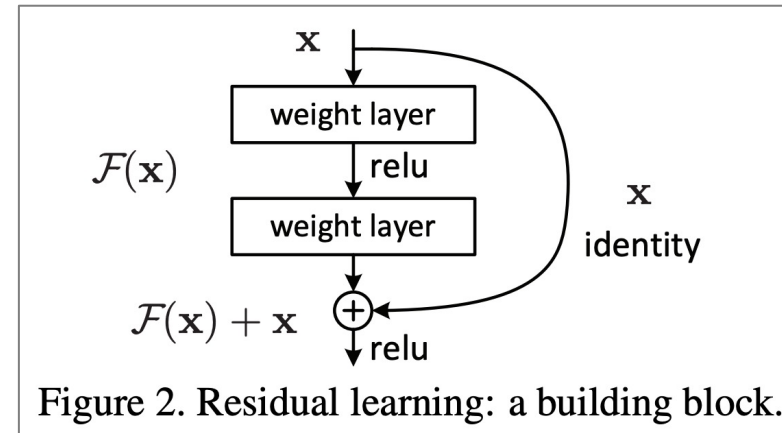 x
weight layer
F(x)
relu
x
weight layer
identity
F(x) + x
+
relu
Figure 2. Residual learning: a building block.